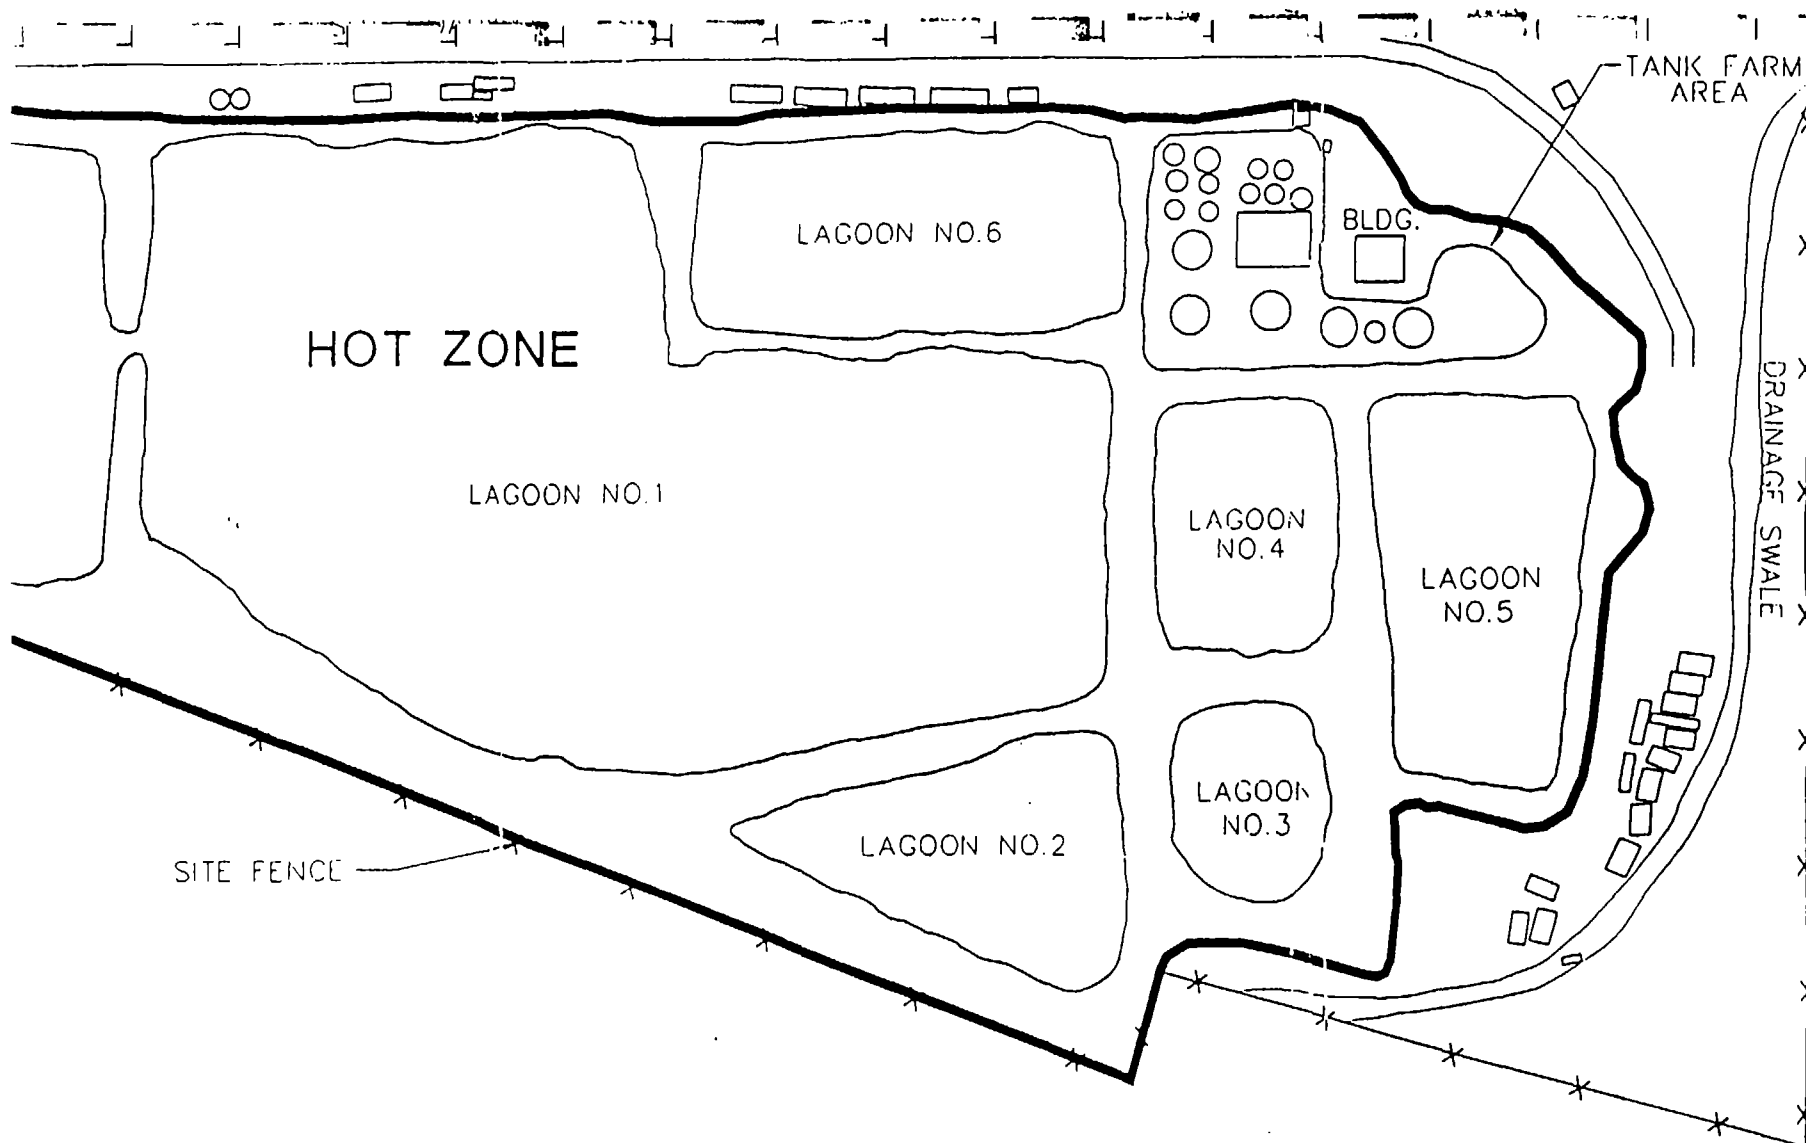 TANK FARM
AREA
LAGOON NO.6
BLDG.
HOT ZONE
DRAINAGE SWALE
LAGOON NO.1
LAGOON
NO.4
LAGOON
NO.5
LAGOON
NO.3
LAGOON NO.2
SITE FENCE